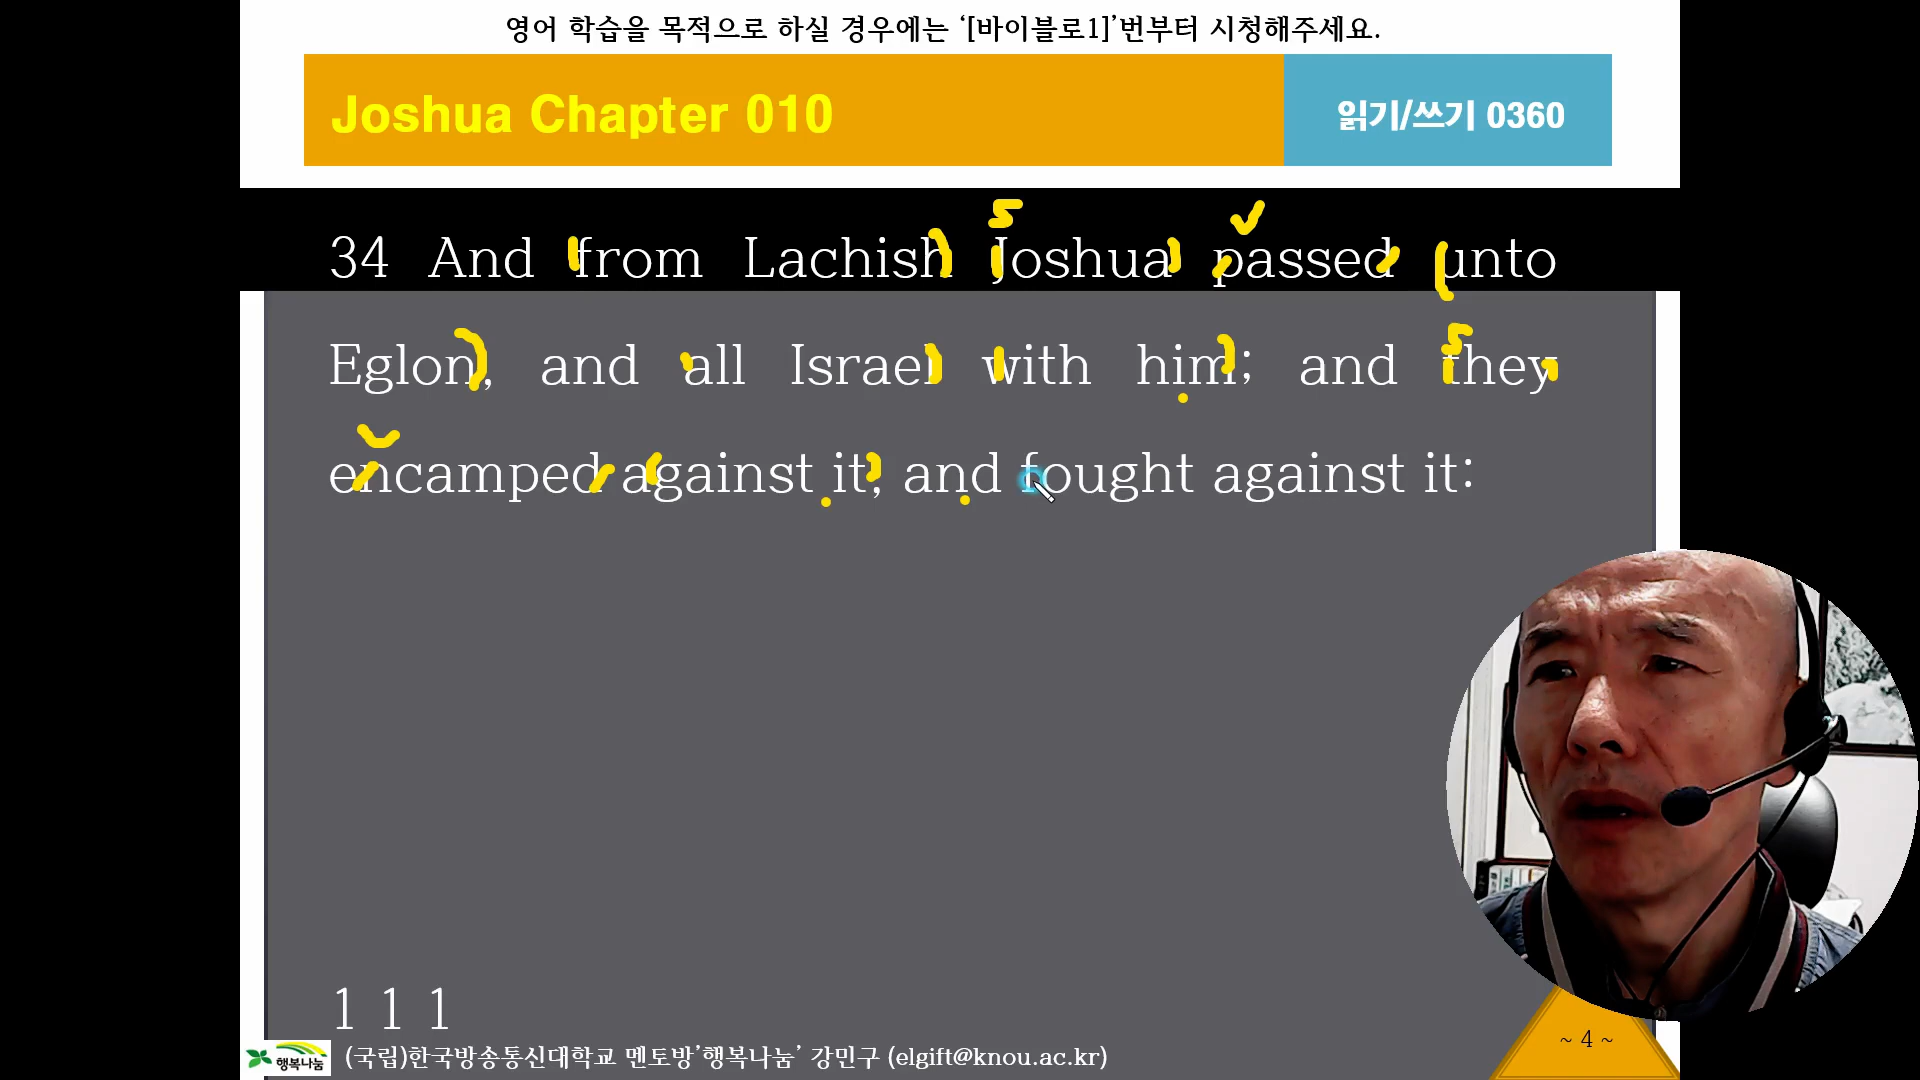 영어 학습을 목적으로 하실 경우에는 ‘[바이블로1]’번부터 시청해주세요.
Joshua Chapter 010
읽기/쓰기 0360
34 And from Lachish Joshua passed unto
Eglon, and all Israel with him; and they
encamped against it, and fought against it:
1 1 1
행복나눔
(국립)한국방송통신대학교 멘토방’행복나눔’ 강민구 (elgift@knou.ac.kr)
~ 4 ~